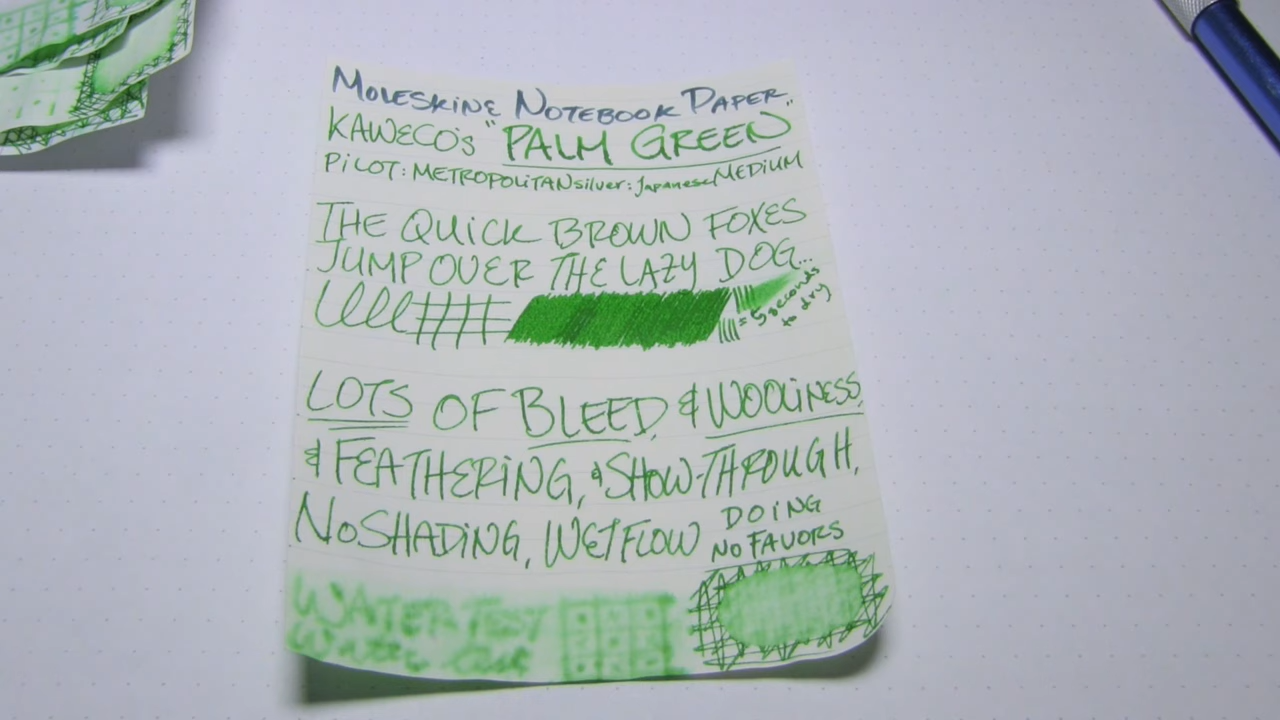 MOLESKINE NOTEBOOK PAPER
KAWECO's "PALM GREEN"
PILOT: METROPOLITAN silver: Japanese MEDIUM
THE QUICK BROWN FOXES
JUMP OVER THE LAZY DOG...
= 5 seconds
to dry
LOTS OF BLEED, & WOOLINESS,
& FEATHERING, & SHOW-THROUGH,
NO SHADING, WET FLOW DOING
NO FAVORS
WATER TEST